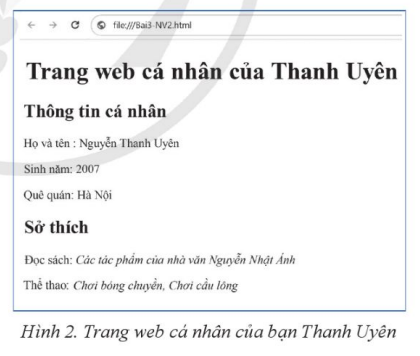 file:///Bai3-NV2.html
Trang web cá nhân của Thanh Uyên
Thông tin cá nhân
Họ và tên : Nguyễn Thanh Uyên
Sinh năm: 2007
Quê quán: Hà Nội
Sở thích
Đọc sách: Các tác phẩm của nhà văn Nguyễn Nhật Ánh
Thể thao: Chơi bóng chuyền, Chơi cầu lông
Hình 2. Trang web cá nhân của bạn Thanh Uyên